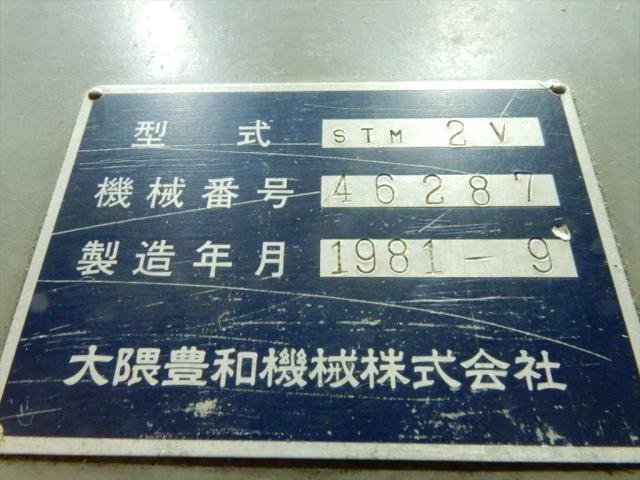 型式 STM 2V
機械番号 46287
製造年月 1981-9
大隈豊和機械株式会社